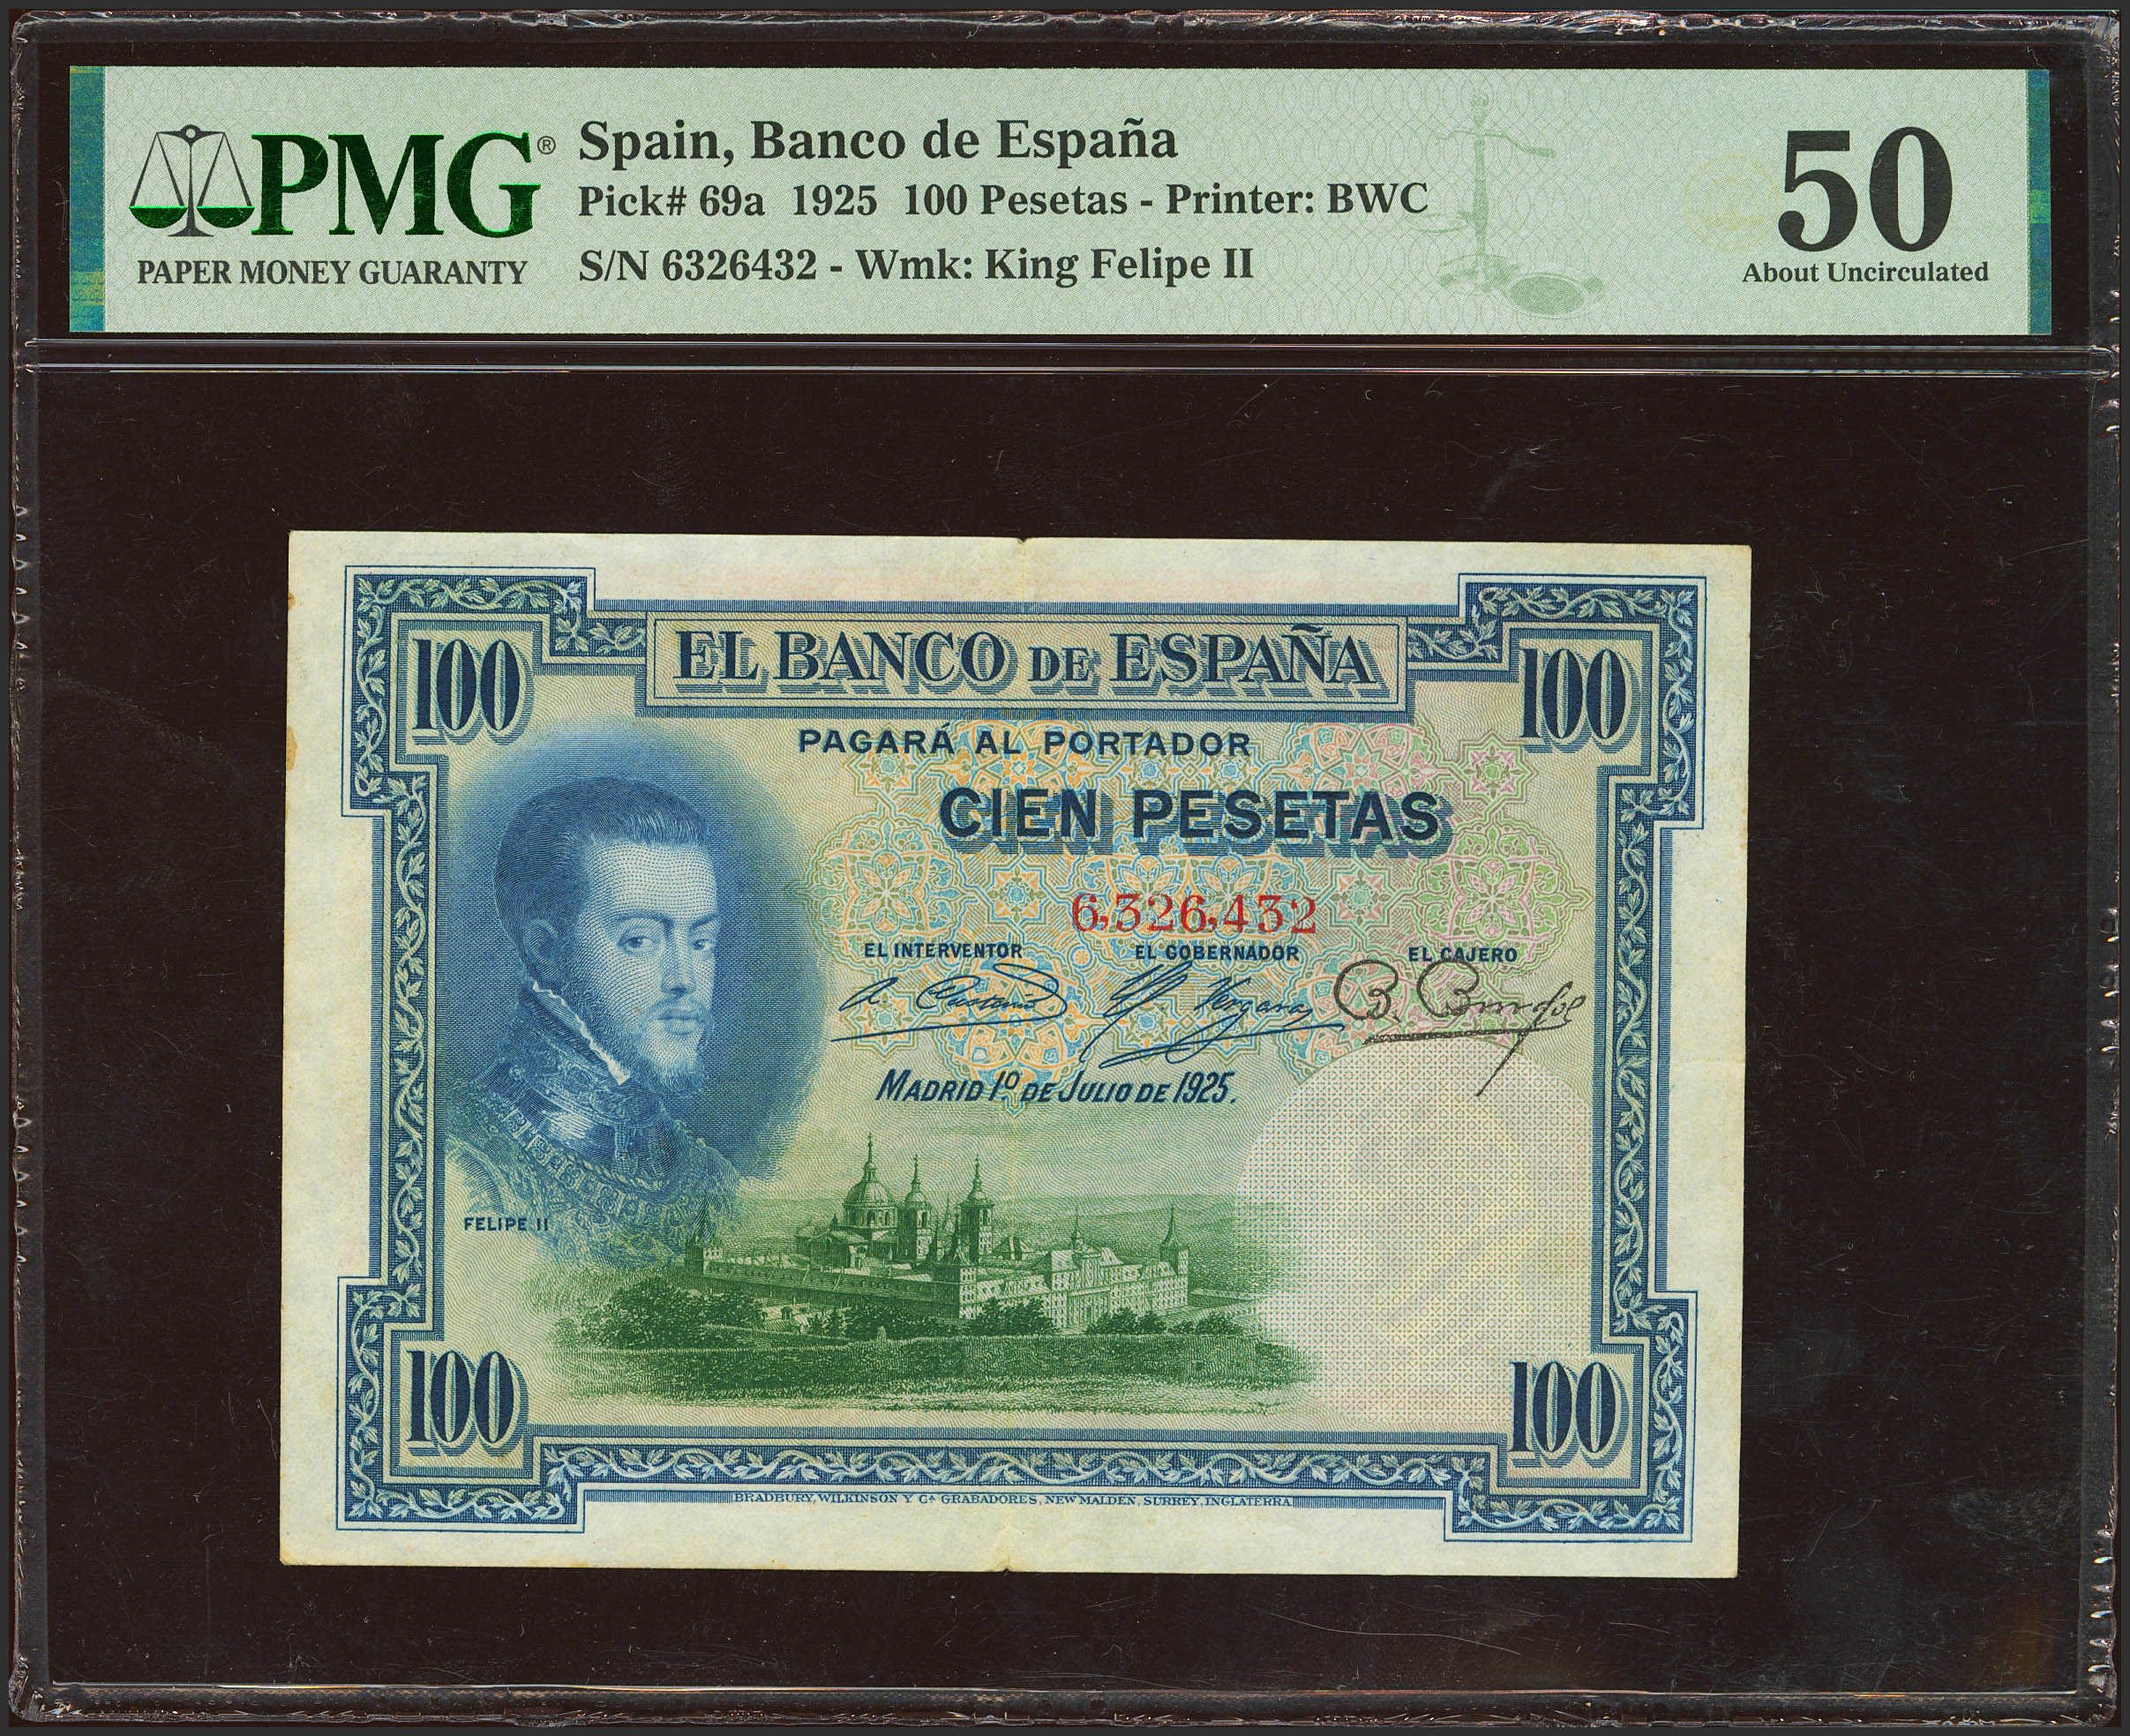 PMG®
PAPER MONEY GUARANTY
Spain, Banco de España
Pick# 69a 1925 100 Pesetas - Printer: BWC
S/N 6326432 - Wmk: King Felipe II
50
About Uncirculated
100
EL BANCO DE ESPAÑA
100
PAGARÁ AL PORTADOR
CIEN PESETAS
6,326,432
EL INTERVENTOR
EL GOBERNADOR
EL CAJERO
MADRID 1º DE JULIO DE 1925.
FELIPE II
100
100
BRADBURY, WILKINSON Y Cª GRABADORES, NEW MALDEN, SURREY, INGLATERRA